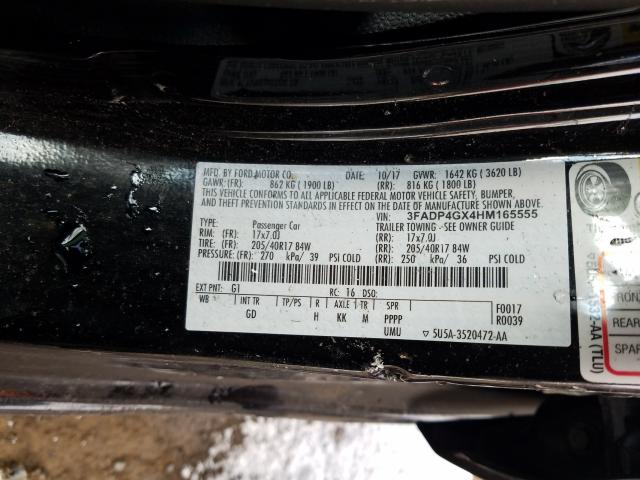 MFG. BY FORD MOTOR CO. DATE: 10/17 GVWR: 1642 KG ( 3620 LB)
GAWR:(FR): 862 KG ( 1900 LB) (RR): 816 KG ( 1800 LB)
THIS VEHICLE CONFORMS TO ALL APPLICABLE FEDERAL MOTOR VEHICLE SAFETY, BUMPER,
AND THEFT PREVENTION STANDARDS IN EFFECT ON THE DATE OF MANUFACTURE SHOWN ABOVE.
VIN: 3FADP4GX4HM165555
TYPE: Passenger Car TRAILER TOWING - SEE OWNER GUIDE
RIM: (FR): 17x7.0J (RR): 17x7.0J
TIRE: (FR): 205/40R17 84W (RR): 205/40R17 84W
PRESSURE: (FR): 270 kPa/ 39 PSI COLD (RR): 250 kPa/ 36 PSI COLD
EXT PNT: G1 RC: 16 DSO:
WB INT TR TP/PS R AXLE TR SPR F0017
GD H KK M PPPP R0039
UMU 5U5A-3520472-AA
FRONT
REAR
SPAR